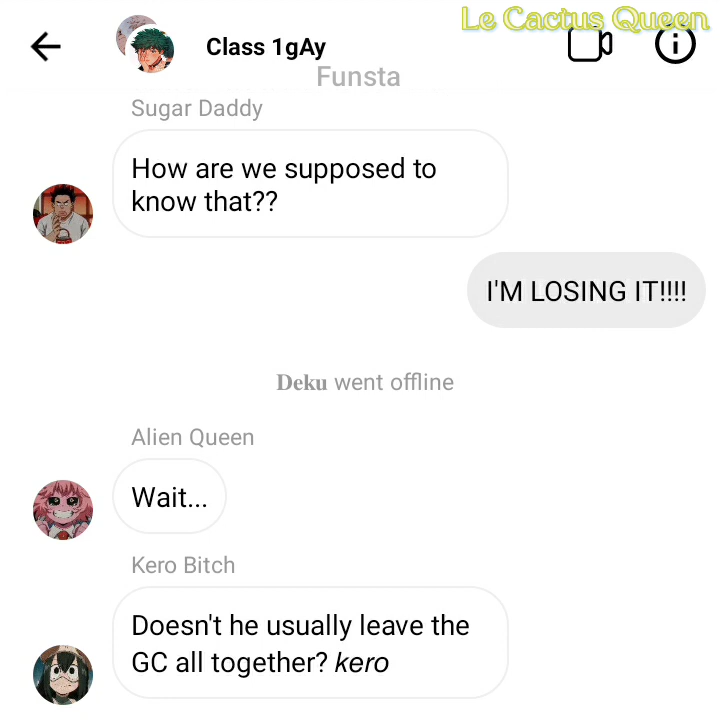 Le Cactus Queen
Class 1gAy
Funsta
Sugar Daddy
How are we supposed to
know that??
I'M LOSING IT!!!!
Deku went offline
Alien Queen
Wait...
Kero Bitch
Doesn't he usually leave the
GC all together? kero